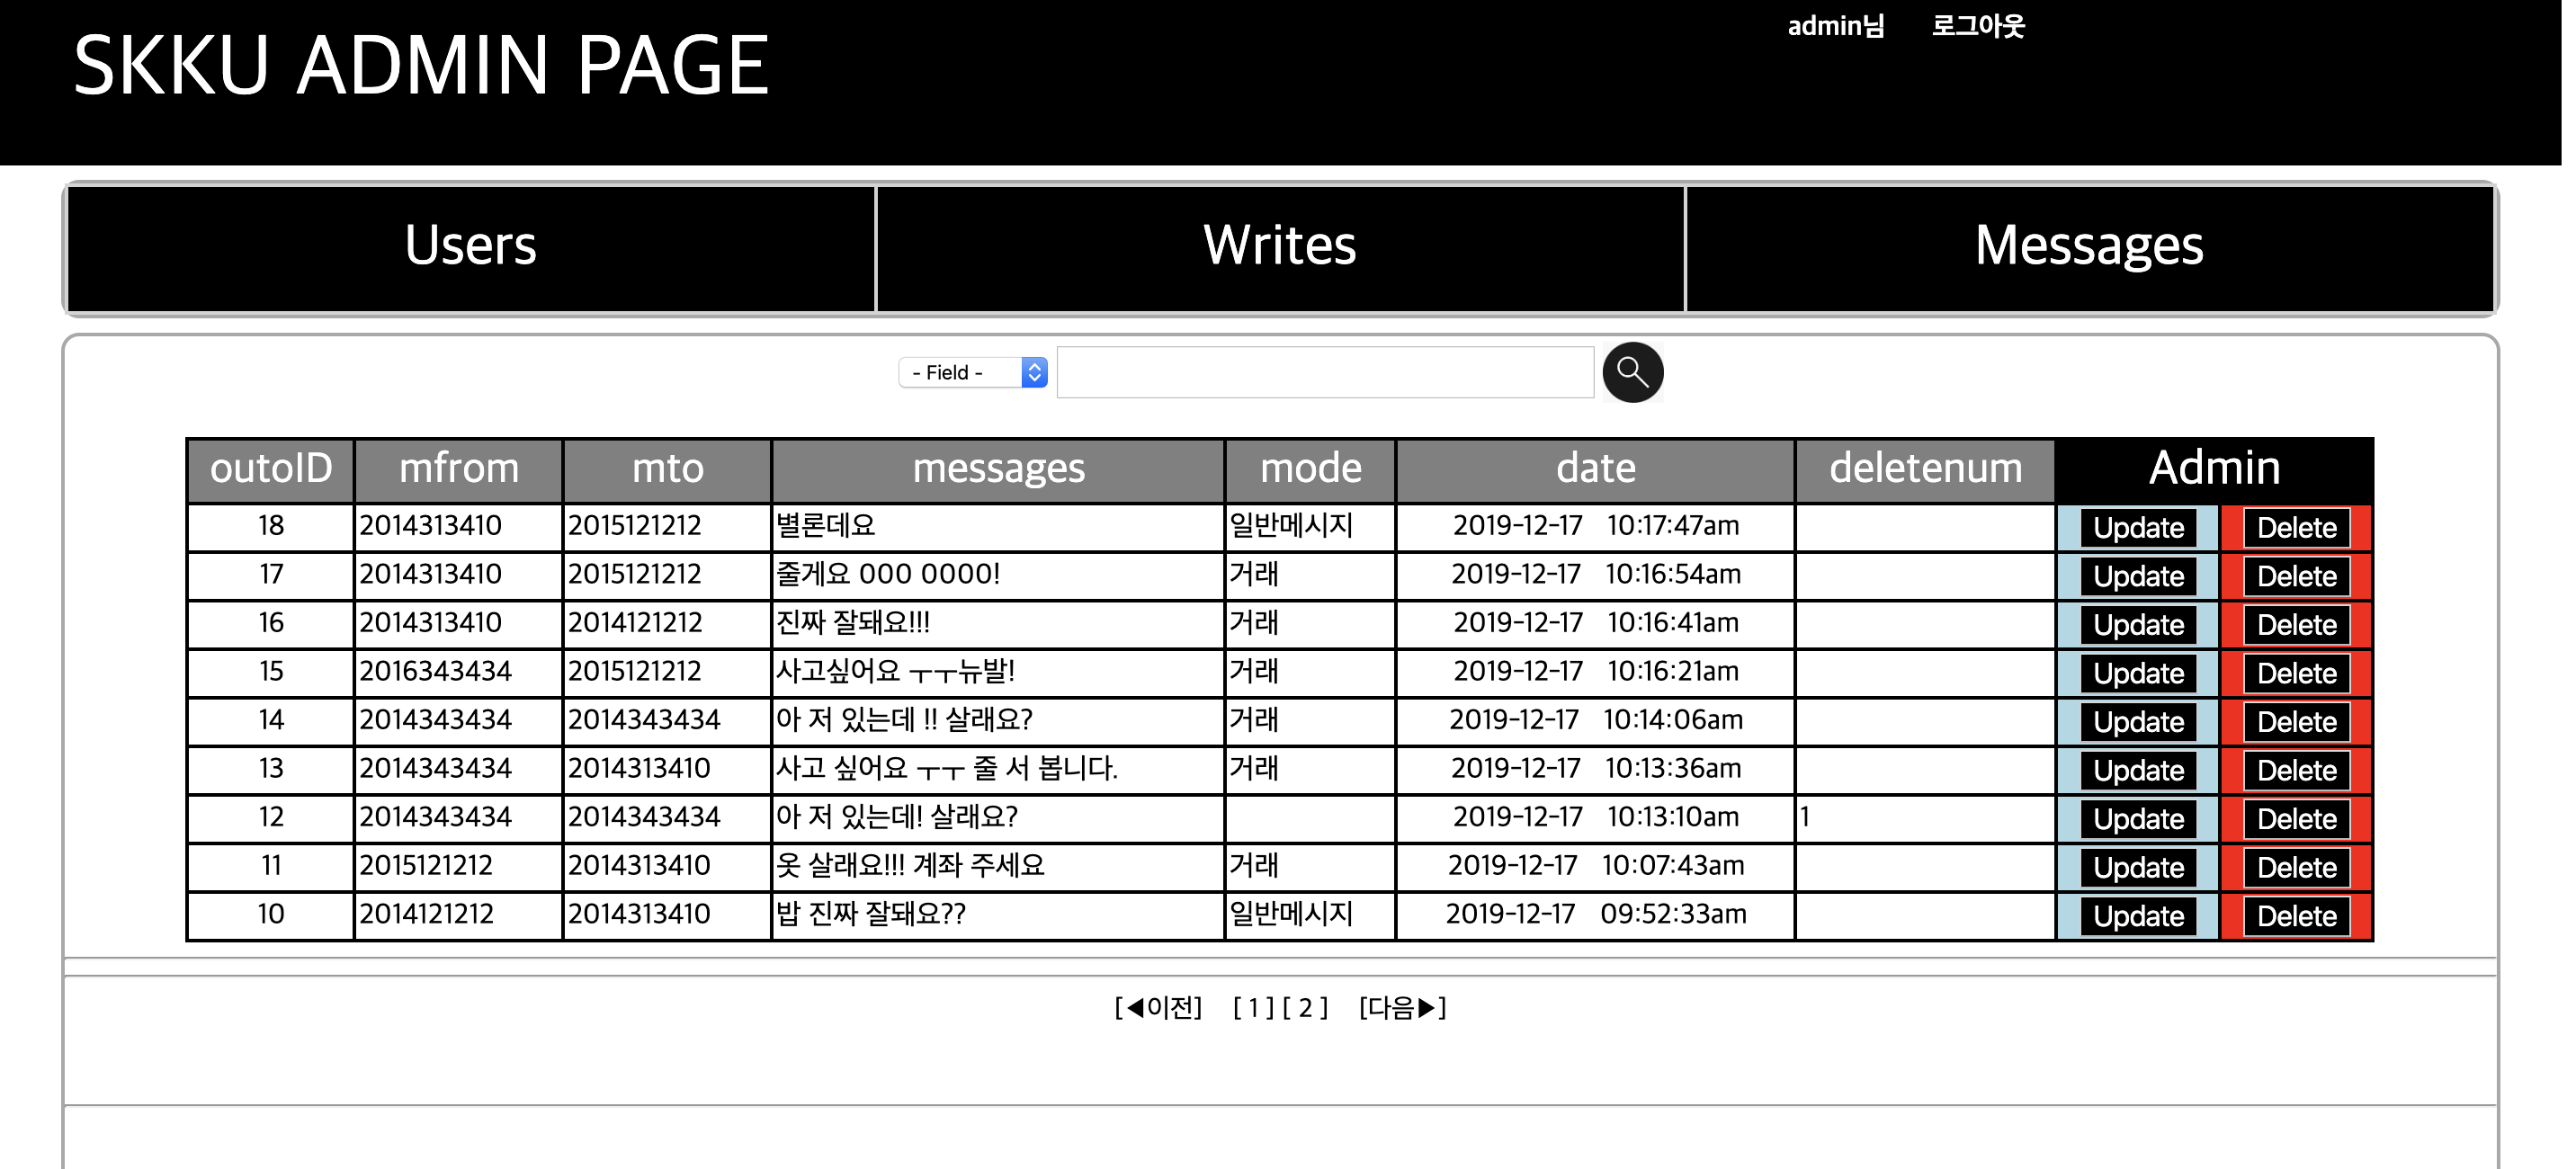 SKKU ADMIN PAGE
admin님 로그아웃
Users Writes Messages
- Field -
outoID mfrom mto messages mode date deletenum Admin
18 2014313410 2015121212 별론데요 일반메시지 2019-12-17 10:17:47am Update Delete
17 2014313410 2015121212 줄게요 000 0000! 거래 2019-12-17 10:16:54am Update Delete
16 2014313410 2014121212 진짜 잘돼요!!! 거래 2019-12-17 10:16:41am Update Delete
15 2016343434 2015121212 사고싶어요 ㅜㅜ뉴발! 거래 2019-12-17 10:16:21am Update Delete
14 2014343434 2014343434 아 저 있는데 !! 살래요? 거래 2019-12-17 10:14:06am Update Delete
13 2014343434 2014313410 사고 싶어요 ㅜㅜ 줄 서 봅니다. 거래 2019-12-17 10:13:36am Update Delete
12 2014343434 2014343434 아 저 있는데! 살래요? 2019-12-17 10:13:10am 1 Update Delete
11 2015121212 2014313410 옷 살래요!!! 계좌 주세요 거래 2019-12-17 10:07:43am Update Delete
10 2014121212 2014313410 밥 진짜 잘돼요?? 일반메시지 2019-12-17 09:52:33am Update Delete
[◀이전] [ 1 ] [ 2 ] [다음▶]